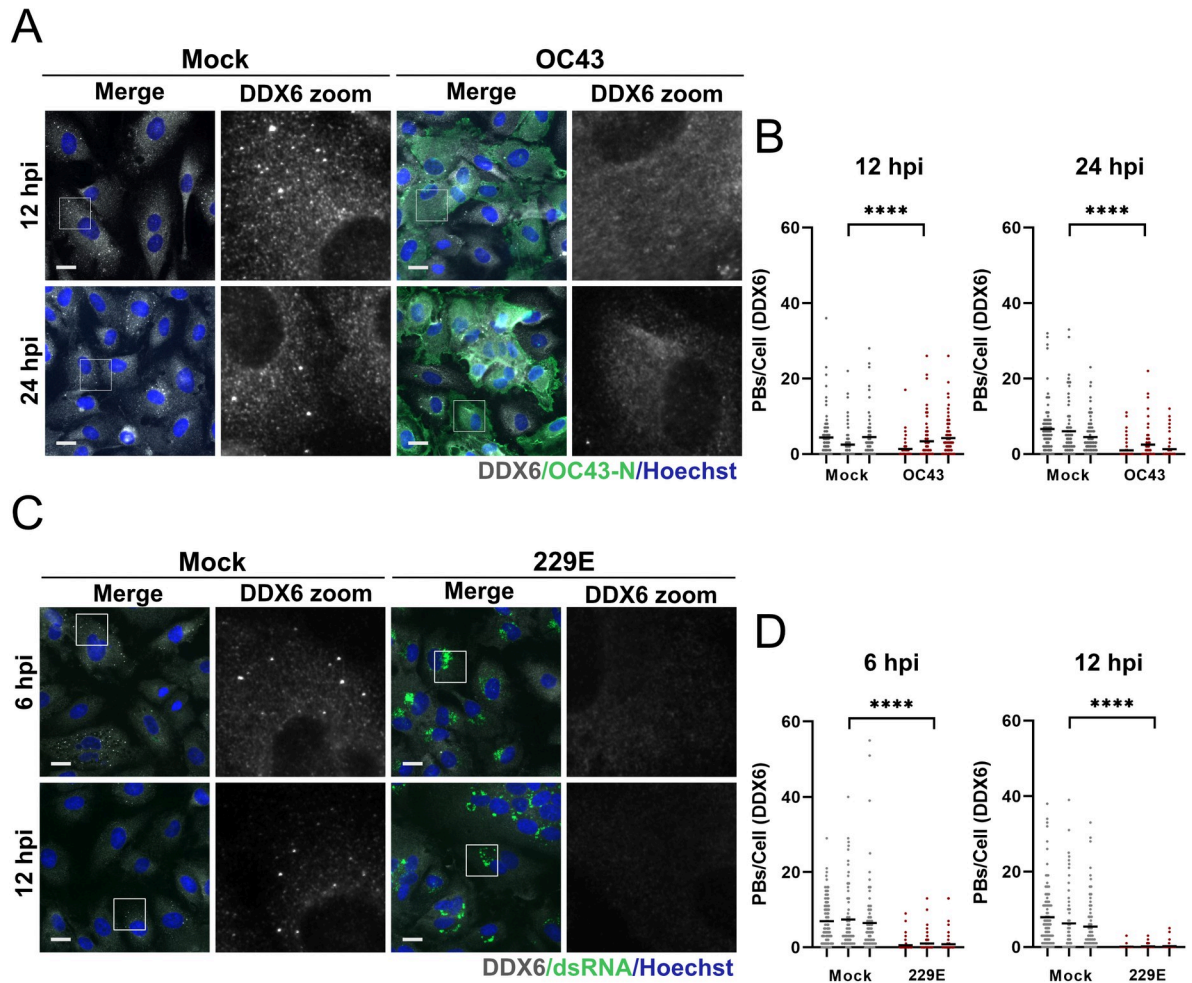 A
Mock
OC43
Merge
DDX6 zoom
Merge
DDX6 zoom
12 hpi
24 hpi
DDX6/OC43-N/Hoechst
B
12 hpi
24 hpi
****
****
PBs/Cell (DDX6)
60
40
20
0
Mock
OC43
PBs/Cell (DDX6)
60
40
20
0
Mock
OC43
C
Mock
229E
Merge
DDX6 zoom
Merge
DDX6 zoom
6 hpi
12 hpi
DDX6/dsRNA/Hoechst
D
6 hpi
12 hpi
****
****
PBs/Cell (DDX6)
60
40
20
0
Mock
229E
PBs/Cell (DDX6)
60
40
20
0
Mock
229E